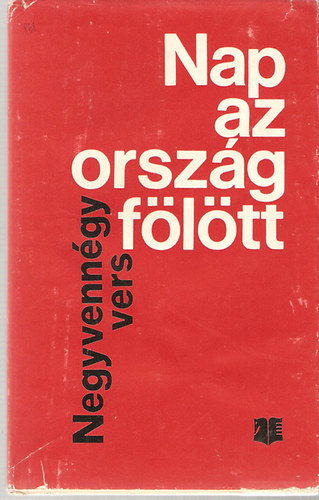 Nap
az
ország
fölött
Negyvennégy
vers